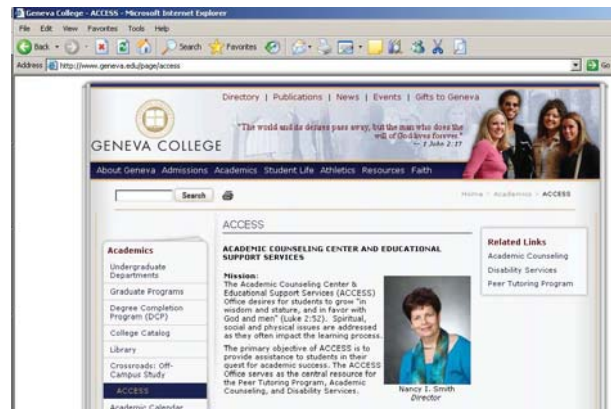 Geneva College - ACCESS - Microsoft Internet Explorer
File Edit View Favorites Tools Help
Back Search Favorites
Address http://www.geneva.edu/page/access Go
Directory | Publications | News | Events | Gifts to Geneva
"The world and its desires pass away, but the man who does the
will of God lives forever."
~ 1 John 2:17
GENEVA COLLEGE
About Geneva Admissions Academics Student Life Athletics Resources Faith
Search
Home - Academics - ACCESS
ACCESS
Academics
Undergraduate
Departments
Graduate Programs
Degree Completion
Program (DCP)
College Catalog
Library
Crossroads: Off-
Campus Study
ACCESS
Academic Calendar
ACADEMIC COUNSELING CENTER AND EDUCATIONAL
SUPPORT SERVICES
Mission:
The Academic Counseling Center &
Educational Support Services (ACCESS)
Office desires for students to grow "in
wisdom and stature, and in favor with
God and men" (Luke 2:52). Spiritual,
social and physical issues are addressed
as they often impact the learning process.
The primary objective of ACCESS is to
provide assistance to students in their
quest for academic success. The ACCESS
Office serves as the central resource for
the Peer Tutoring Program, Academic
Counseling, and Disability Services.
Nancy I. Smith
Director
Related Links
Academic Counseling
Disability Services
Peer Tutoring Program